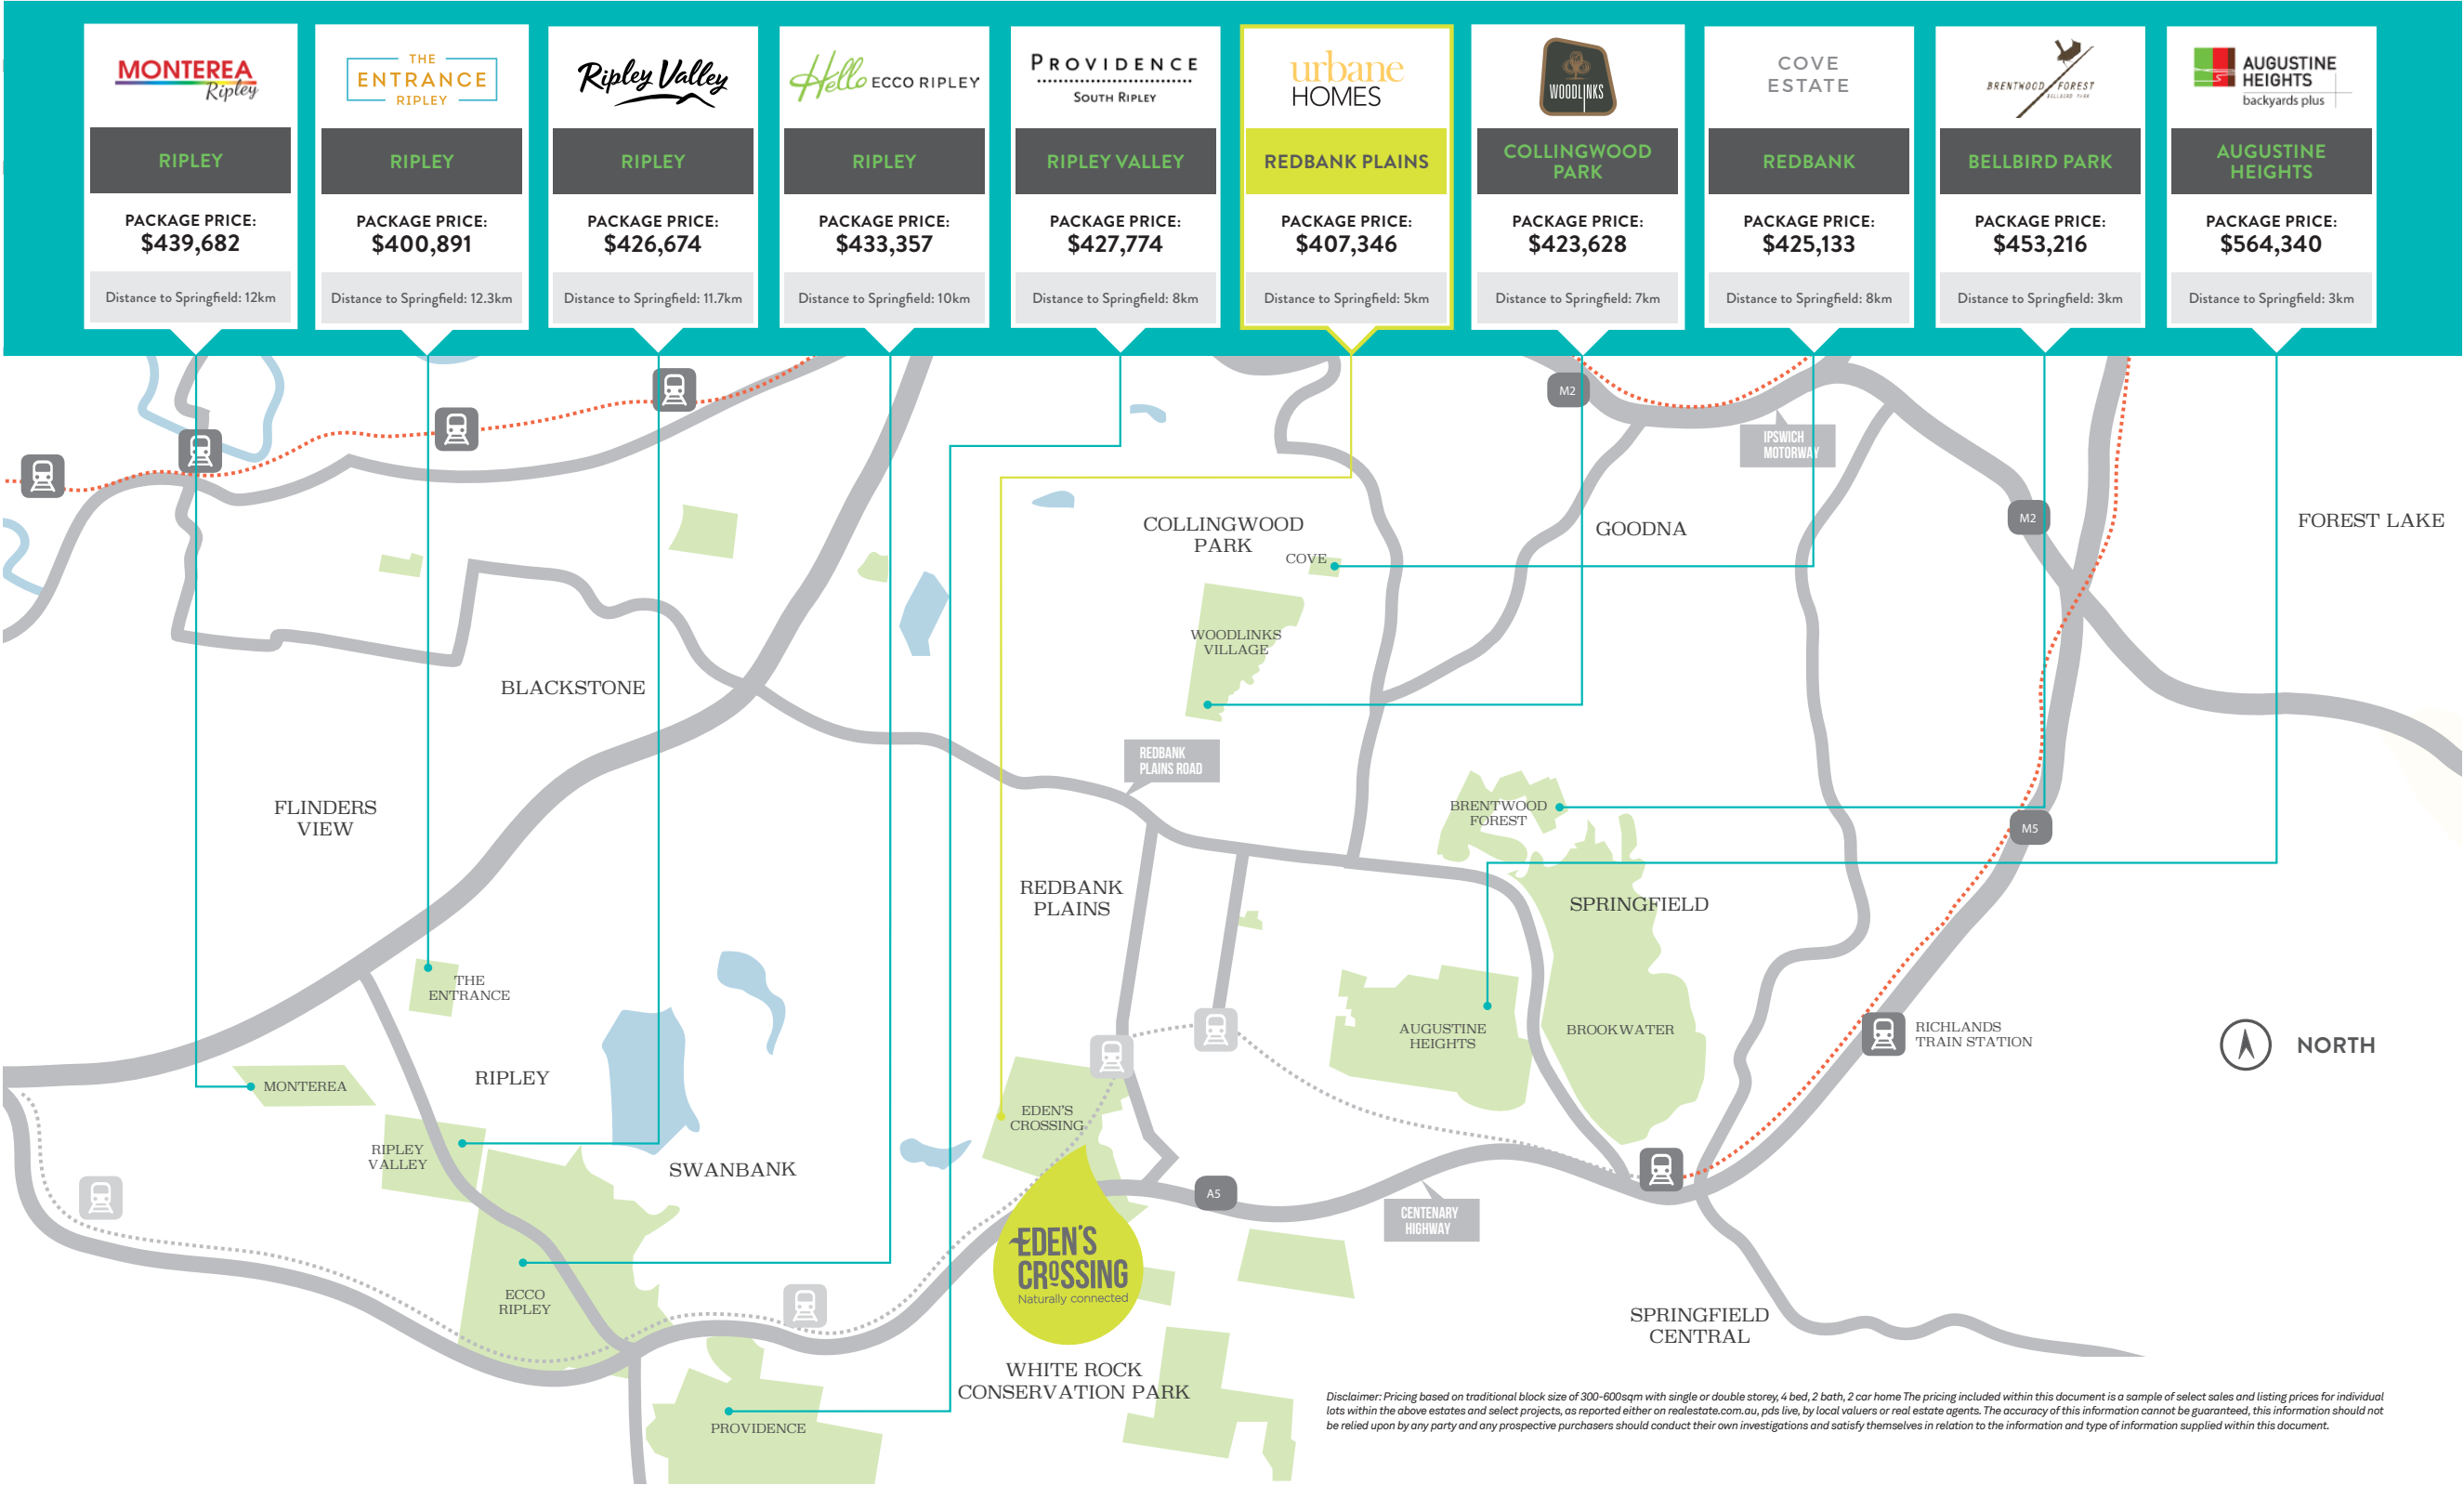 MONTEREA
Ripley
RIPLEY
PACKAGE PRICE:
$439,682
Distance to Springfield: 12km
THE
ENTRANCE
RIPLEY
RIPLEY
PACKAGE PRICE:
$400,891
Distance to Springfield: 12.3km
Ripley Valley
RIPLEY
PACKAGE PRICE:
$426,674
Distance to Springfield: 11.7km
Hello ECCO RIPLEY
RIPLEY
PACKAGE PRICE:
$433,357
Distance to Springfield: 10km
PROVIDENCE
SOUTH RIPLEY
RIPLEY VALLEY
PACKAGE PRICE:
$427,774
Distance to Springfield: 8km
urbane
HOMES
REDBANK PLAINS
PACKAGE PRICE:
$407,346
Distance to Springfield: 5km
WOODLINKS
COLLINGWOOD
PARK
PACKAGE PRICE:
$423,628
Distance to Springfield: 7km
COVE
ESTATE
REDBANK
PACKAGE PRICE:
$425,133
Distance to Springfield: 8km
BRENTWOOD FOREST
BELLBIRD PARK
BELLBIRD PARK
PACKAGE PRICE:
$453,216
Distance to Springfield: 3km
AUGUSTINE
HEIGHTS
backyards plus
AUGUSTINE
HEIGHTS
PACKAGE PRICE:
$564,340
Distance to Springfield: 3km
M2
IPSWICH
MOTORWAY
M2
FOREST LAKE
COLLINGWOOD
PARK
GOODNA
COVE
WOODLINKS
VILLAGE
BLACKSTONE
REDBANK
PLAINS ROAD
FLINDERS
VIEW
BRENTWOOD
FOREST
M5
REDBANK
PLAINS
SPRINGFIELD
THE
ENTRANCE
AUGUSTINE
HEIGHTS
BROOKWATER
RICHLANDS
TRAIN STATION
NORTH
RIPLEY
MONTEREA
EDEN'S
CROSSING
RIPLEY
VALLEY
SWANBANK
A5
CENTENARY
HIGHWAY
EDEN'S
CROSSING
Naturally connected
ECCO
RIPLEY
SPRINGFIELD
CENTRAL
WHITE ROCK
CONSERVATION PARK
PROVIDENCE
Disclaimer: Pricing based on traditional block size of 300-600sqm with single or double storey, 4 bed, 2 bath, 2 car home The pricing included within this document is a sample of select sales and listing prices for individual
lots within the above estates and select projects, as reported either on realestate.com.au, pds live, by local valuers or real estate agents. The accuracy of this information cannot be guaranteed, this information should not
be relied upon by any party and any prospective purchasers should conduct their own investigations and satisfy themselves in relation to the information and type of information supplied within this document.